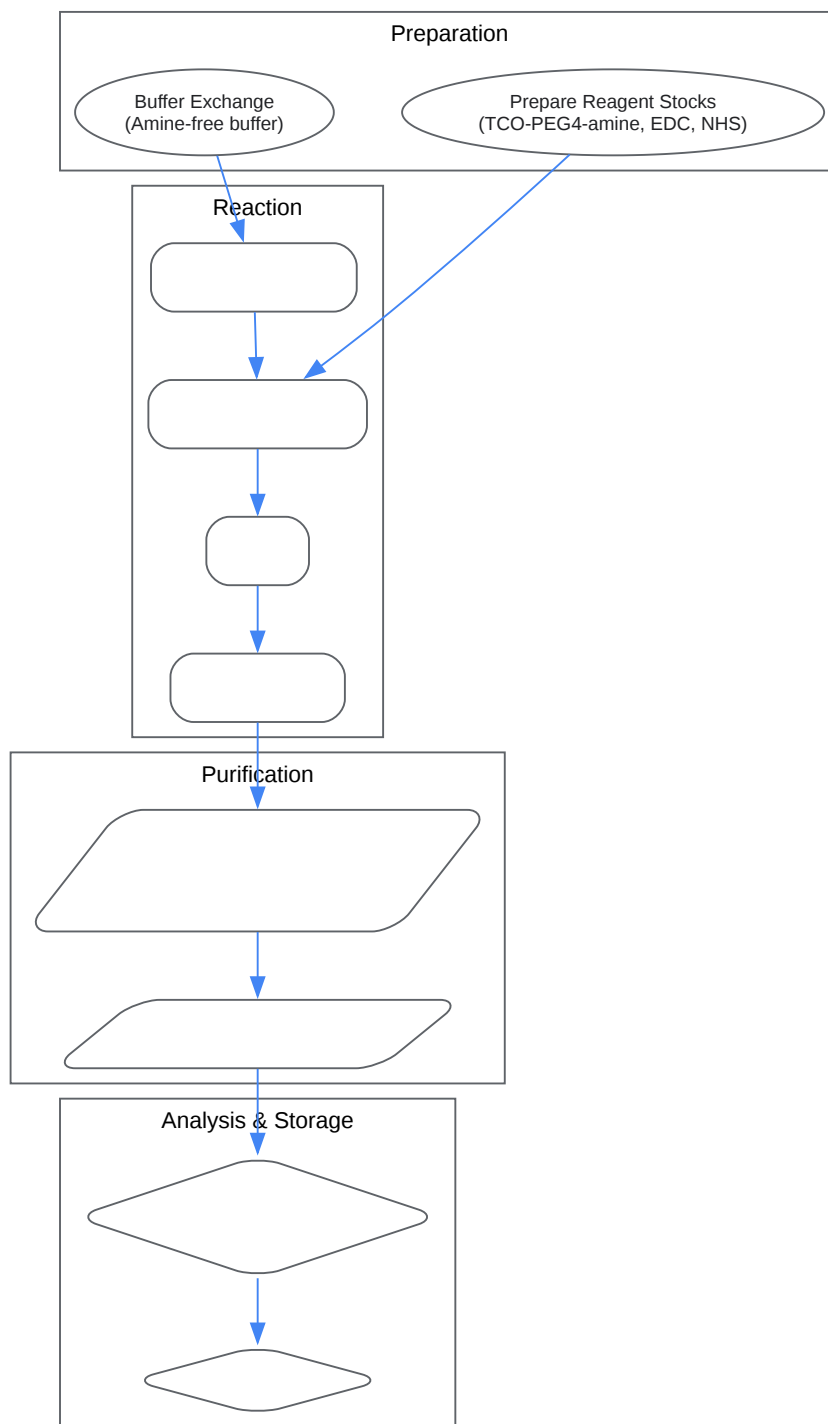 Preparation
Buffer Exchange
(Amine-free buffer)
Prepare Reagent Stocks
(TCO-PEG4-amine, EDC, NHS)
Reaction
Purification
Analysis & Storage